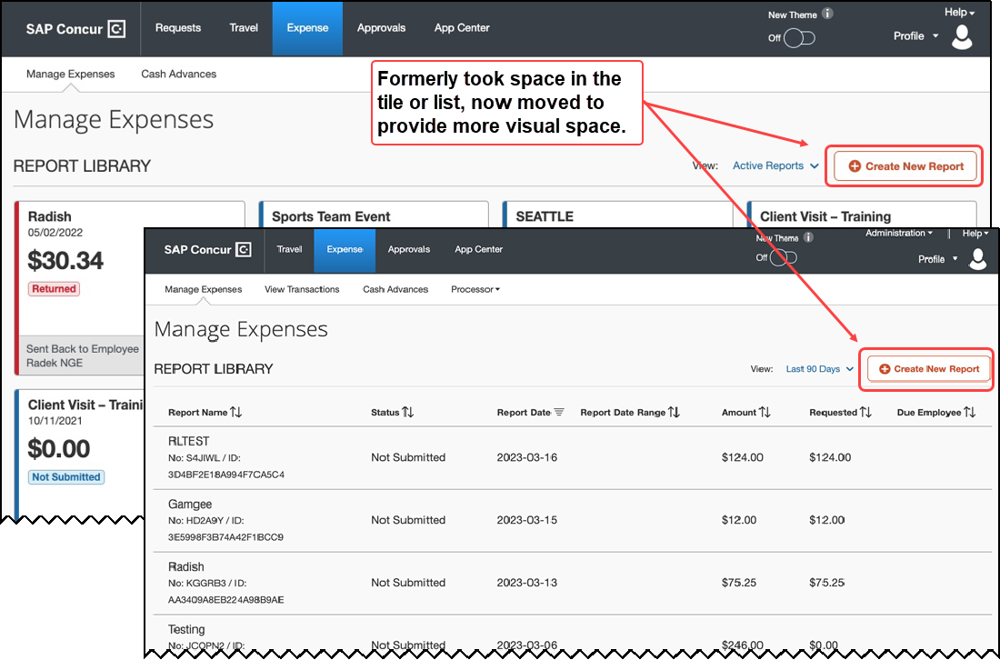 SAP Concur C
Requests Travel Expense Approvals App Center
New Theme i
Off
Help
Profile
Manage Expenses Cash Advances
Formerly took space in the
tile or list, now moved to
provide more visual space.
Manage Expenses
REPORT LIBRARY
View: Active Reports
Create New Report
Radish
05/02/2022
$30.34
Returned
Sent Back to Employee
Radek NGE
Sports Team Event
SEATTLE
Client Visit – Training
Client Visit – Traini
10/11/2021
$0.00
Not Submitted
SAP Concur C
Travel Expense Approvals App Center
New Theme i
Off
Administration | Help
Profile
Manage Expenses View Transactions Cash Advances Processor
Manage Expenses
REPORT LIBRARY
View: Last 90 Days
Create New Report
Report Name Status Report Date Report Date Range Amount Requested Due Employee
RLTEST
No: S4JIWL / ID:
3D4BF2E18A994F7CA5C4
Not Submitted 2023-03-16 $124.00 $124.00
Gamgee
No: HD2A9Y / ID:
3E5998F3B74A42F1BCC9
Not Submitted 2023-03-15 $12.00 $12.00
Radish
No: KGGRB3 / ID:
AA3409A8EB224A98B9AE
Not Submitted 2023-03-13 $75.25 $75.25
Testing
No: JCQPN2 / ID:
Not Submitted 2023-03-06 $246.00 $0.00